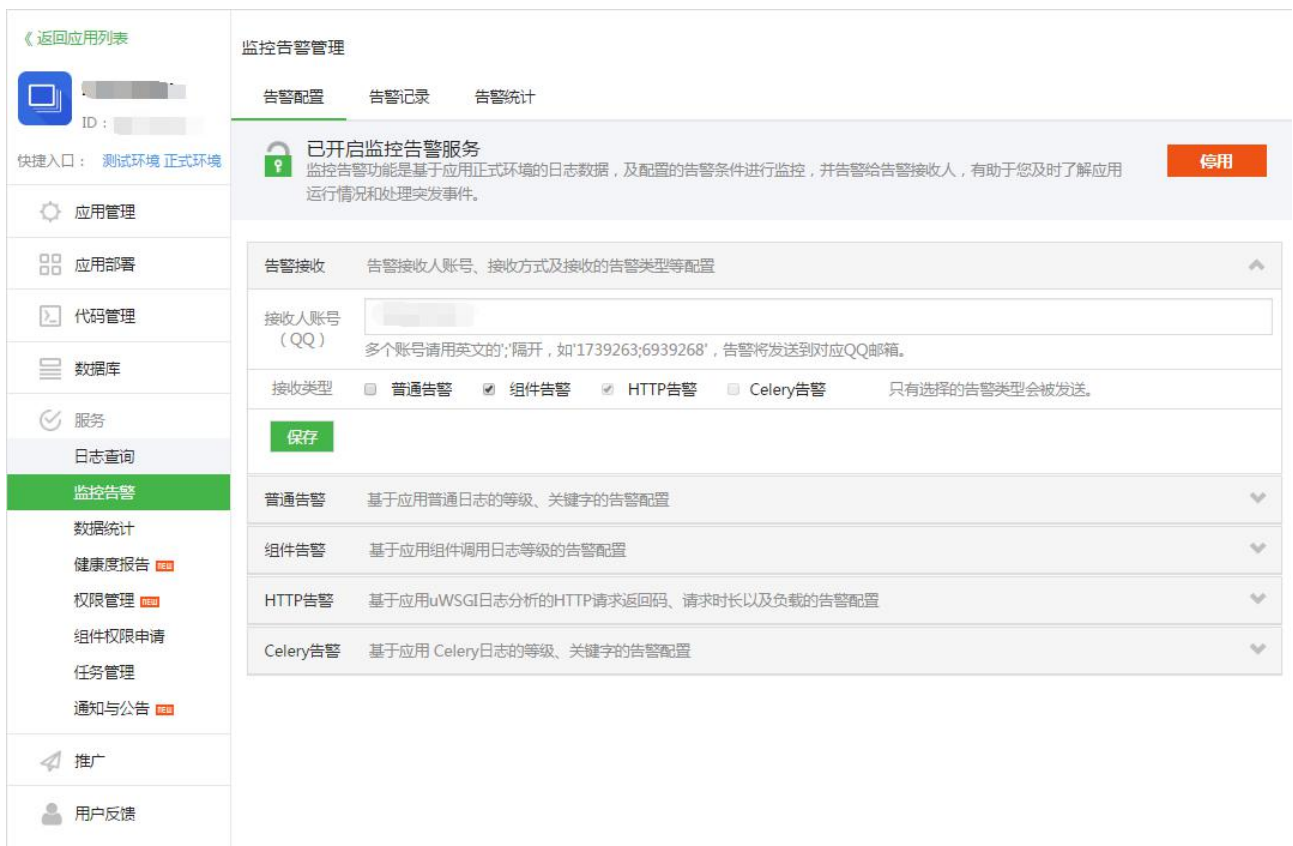 《返回应用列表
ID：
快捷入口： 测试环境 正式环境
应用管理
应用部署
代码管理
数据库
服务
日志查询
监控告警
数据统计
健康度报告 NEW
权限管理 NEW
组件权限申请
任务管理
通知与公告 NEW
推广
用户反馈
监控告警管理
告警配置 告警记录 告警统计
已开启监控告警服务
监控告警功能是基于应用正式环境的日志数据，及配置的告警条件进行监控，并告警给告警接收人，有助于您及时了解应用
运行情况和处理突发事件。
停用
告警接收 告警接收人账号、接收方式及接收的告警类型等配置
接收人账号
（QQ）
多个账号请用英文的';'隔开，如'1739263;6939268'，告警将发送到对应QQ邮箱。
接收类型 普通告警 组件告警 HTTP告警 Celery告警 只有选择的告警类型会被发送。
保存
普通告警 基于应用普通日志的等级、关键字的告警配置
组件告警 基于应用组件调用日志等级的告警配置
HTTP告警 基于应用uWSGI日志分析的HTTP请求返回码、请求时长以及负载的告警配置
Celery告警 基于应用 Celery日志的等级、关键字的告警配置